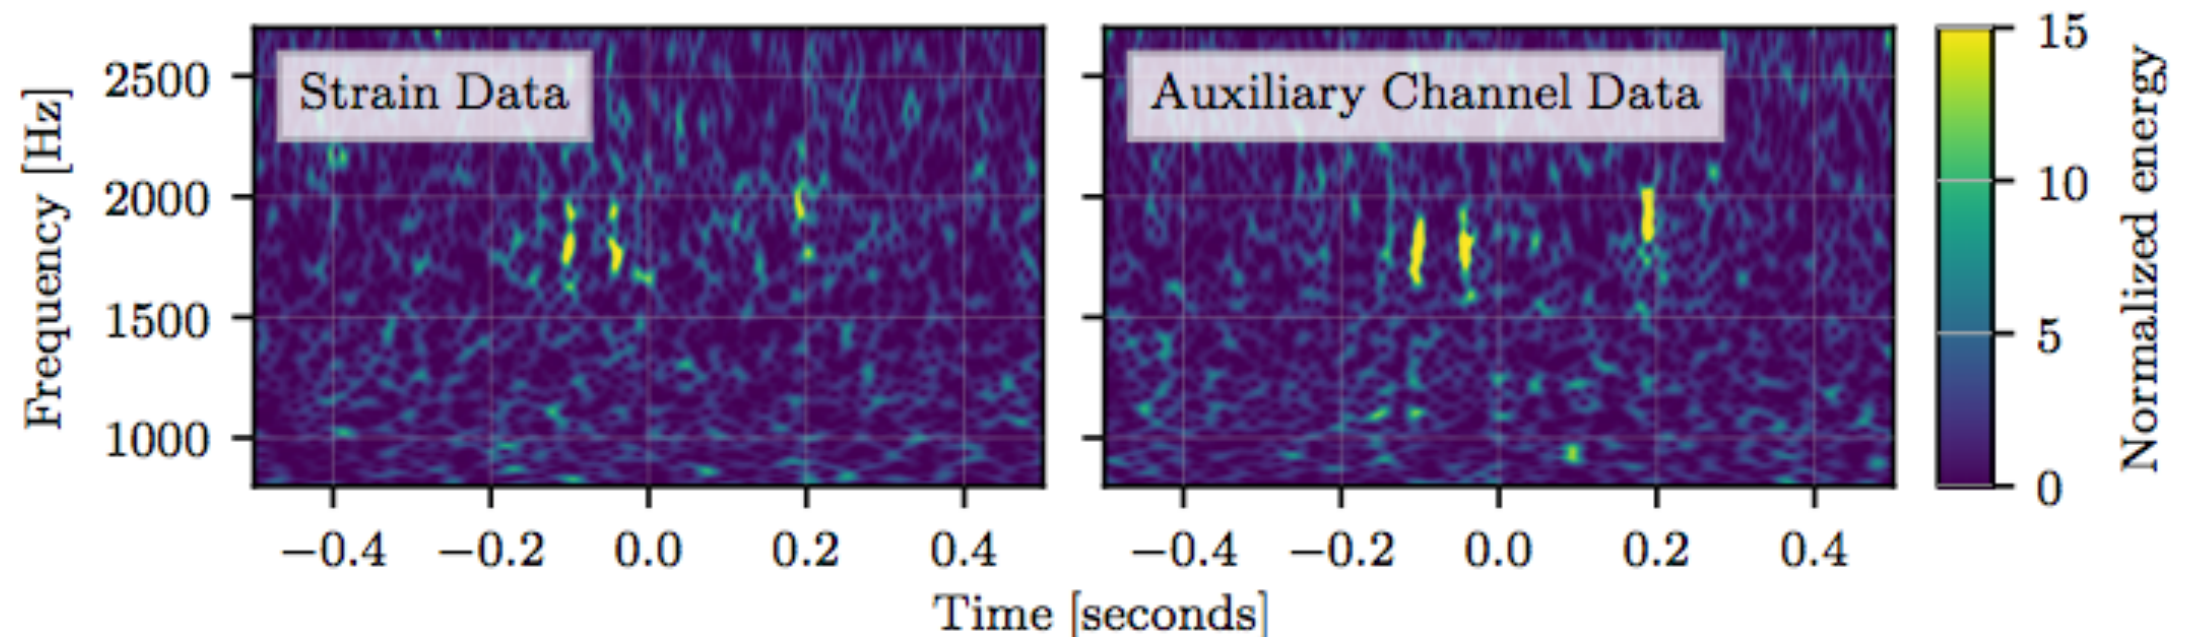 Strain Data
Auxiliary Channel Data
Frequency [Hz]
2500
2000
1500
1000
−0.4 −0.2 0.0 0.2 0.4
−0.4 −0.2 0.0 0.2 0.4
Time [seconds]
15
10
5
0
Normalized energy